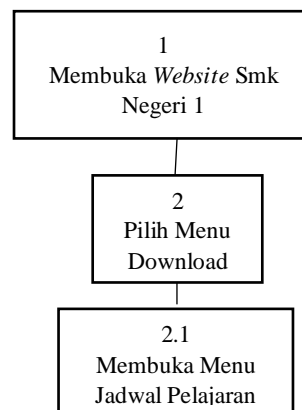 1
Membuka Website Smk
Negeri 1
2
Pilih Menu
Download
2.1
Membuka Menu
Jadwal Pelajaran